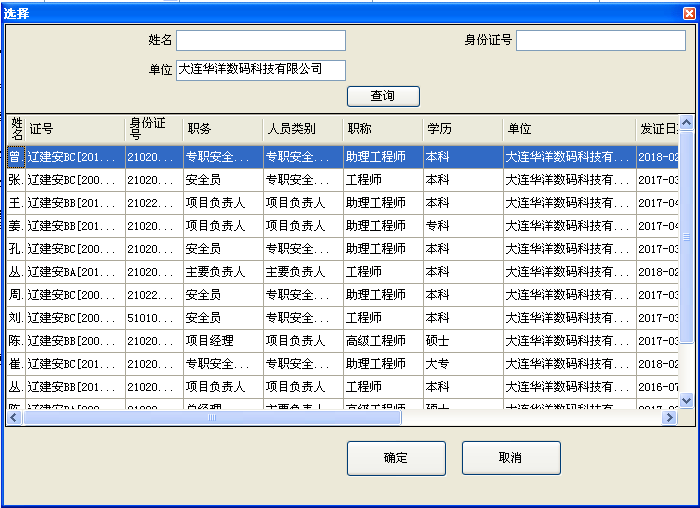 选择
姓名 身份证号
单位 大连华洋数码科技有限公司
查询
姓名 证号 身份证号 职务 人员类别 职称 学历 单位 发证日
曾 辽建安BC[201... 21020... 专职安全... 专职安全... 助理工程师 本科 大连华洋数码科技有... 2018-02
张. 辽建安BC[200... 21020... 安全员 专职安全... 工程师 本科 大连华洋数码科技有... 2017-03
王. 辽建安BB[201... 21022... 项目负责人 项目负责人 助理工程师 本科 大连华洋数码科技有... 2017-04
姜. 辽建安BB[201... 21020... 项目负责人 项目负责人 助理工程师 专科 大连华洋数码科技有... 2017-04
孔. 辽建安BC[200... 21020... 安全员 专职安全... 助理工程师 本科 大连华洋数码科技有... 2017-03
丛. 辽建安BA[201... 21020... 主要负责人 主要负责人 工程师 本科 大连华洋数码科技有... 2018-02
周. 辽建安BC[200... 21022... 安全员 专职安全... 助理工程师 本科 大连华洋数码科技有... 2017-03
刘. 辽建安BC[200... 51010... 安全员 专职安全... 工程师 本科 大连华洋数码科技有... 2017-03
陈. 辽建安BB[200... 21020... 项目经理 项目负责人 高级工程师 硕士 大连华洋数码科技有... 2017-03
崔. 辽建安BC[201... 21020... 专职安全... 专职安全... 助理工程师 大专 大连华洋数码科技有... 2018-02
丛. 辽建安BB[201... 21020... 项目负责人 项目负责人 工程师 本科 大连华洋数码科技有... 2016-07
陈. 辽建安BA[200... 总经理 主要负责人 高级工程师 硕士 大连华洋数码科技有... 2017-03
确定 取消